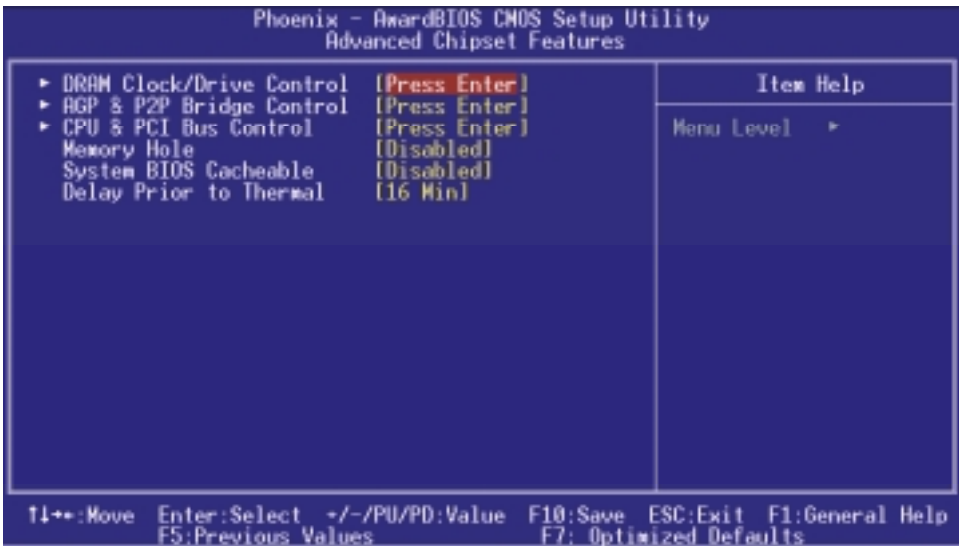 Phoenix - AwardBIOS CMOS Setup Utility
Advanced Chipset Features
► DRAM Clock/Drive Control [Press Enter]
► AGP & P2P Bridge Control [Press Enter]
► CPU & PCI Bus Control [Press Enter]
Memory Hole [Disabled]
System BIOS Cacheable [Disabled]
Delay Prior to Thermal [16 Min]
Item Help
Menu Level ►
↑↓→←:Move Enter:Select +/-/PU/PD:Value F10:Save ESC:Exit F1:General Help
F5:Previous Values F7: Optimized Defaults